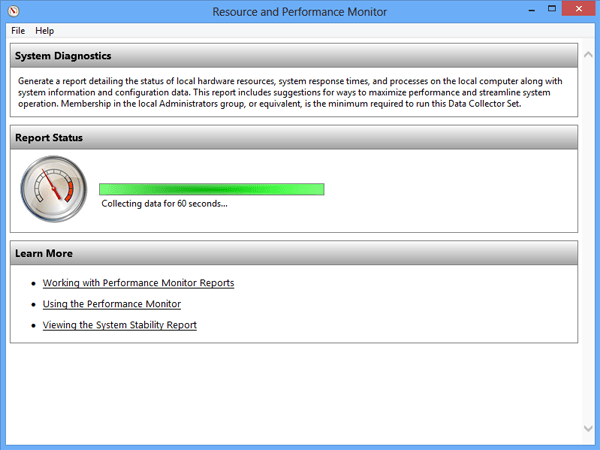 Resource and Performance Monitor
File Help
System Diagnostics
Generate a report detailing the status of local hardware resources, system response times, and processes on the local computer along with
system information and configuration data. This report includes suggestions for ways to maximize performance and streamline system
operation. Membership in the local Administrators group, or equivalent, is the minimum required to run this Data Collector Set.
Report Status
Collecting data for 60 seconds...
Learn More
Working with Performance Monitor Reports
Using the Performance Monitor
Viewing the System Stability Report